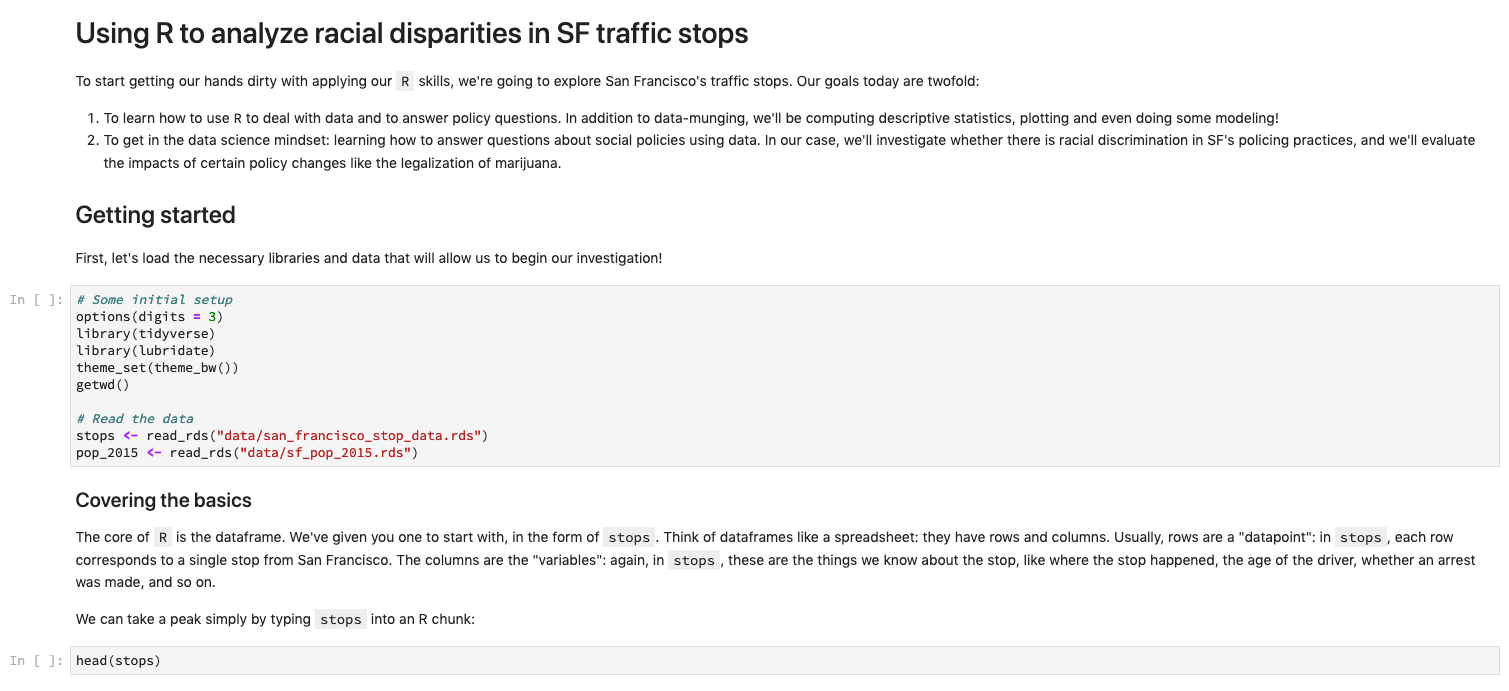 Using R to analyze racial disparities in SF traffic stops
To start getting our hands dirty with applying our R skills, we're going to explore San Francisco's traffic stops. Our goals today are twofold:
1. To learn how to use R to deal with data and to answer policy questions. In addition to data-munging, we'll be computing descriptive statistics, plotting and even doing some modeling!
2. To get in the data science mindset: learning how to answer questions about social policies using data. In our case, we'll investigate whether there is racial discrimination in SF's policing practices, and we'll evaluate
the impacts of certain policy changes like the legalization of marijuana.
Getting started
First, let's load the necessary libraries and data that will allow us to begin our investigation!
In [ ]:
# Some initial setup
options(digits = 3)
library(tidyverse)
library(lubridate)
theme_set(theme_bw())
getwd()
# Read the data
stops <- read_rds("data/san_francisco_stop_data.rds")
pop_2015 <- read_rds("data/sf_pop_2015.rds")
Covering the basics
The core of R is the dataframe. We've given you one to start with, in the form of stops. Think of dataframes like a spreadsheet: they have rows and columns. Usually, rows are a "datapoint": in stops, each row
corresponds to a single stop from San Francisco. The columns are the "variables": again, in stops, these are the things we know about the stop, like where the stop happened, the age of the driver, whether an arrest
was made, and so on.
We can take a peak simply by typing stops into an R chunk:
In [ ]:
head(stops)